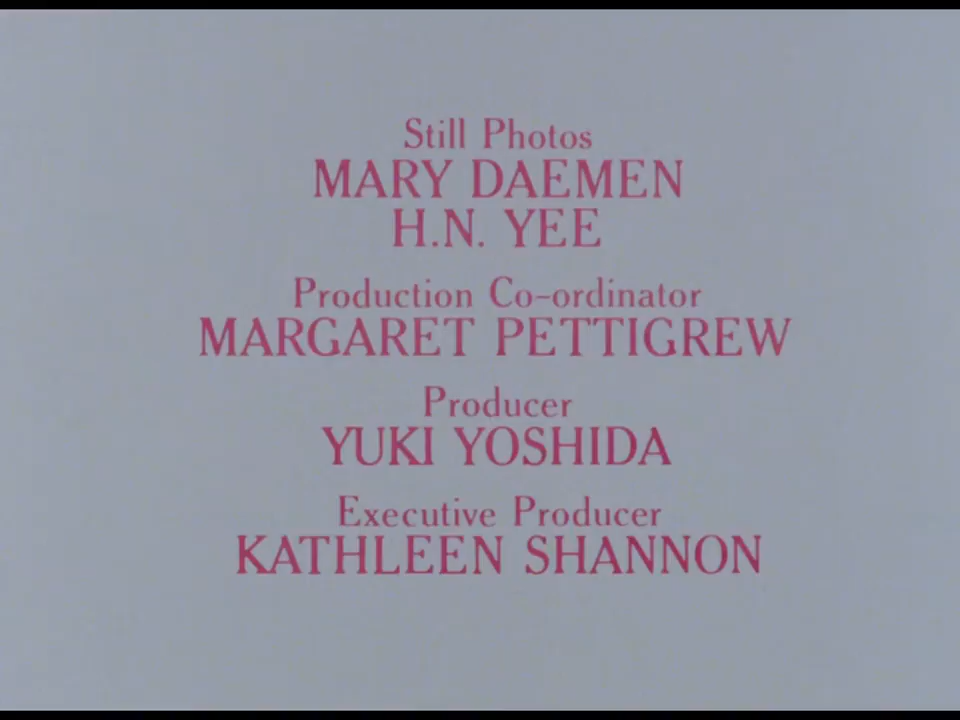 Still Photos
MARY DAEMEN
H.N. YEE
Production Co-ordinator
MARGARET PETTIGREW
Producer
YUKI YOSHIDA
Executive Producer
KATHLEEN SHANNON